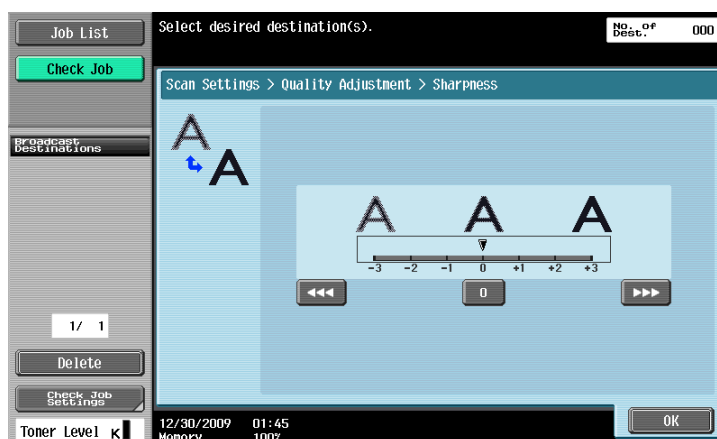 Job List
Select desired destination(s).
No. of
Dest.
000
Check Job
Scan Settings > Quality Adjustment > Sharpness
Broadcast
Destinations
A
A
A A A
-3 -2 -1 0 +1 +2 +3
0
1/ 1
Delete
Check Job
Settings
Toner Level K
12/30/2009 01:45
Memory 100%
OK